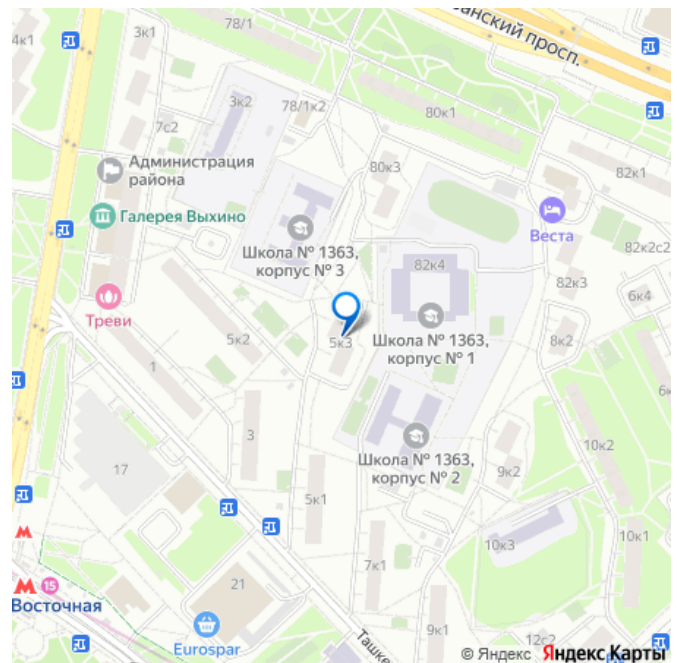 78/1
4к1
3к1
занский просп.
3к2
78/1к2
80к1
7с2
Администрация
района
80к3
82к1
Галерея Выхино
Веста
Школа № 1363,
корпус № 3
82к4
82к2с2
82к3
6к4
Треви
5к2
5к3
Школа № 1363,
корпус № 1
8к2
1
6к
3
10к2
17
Школа № 1363,
корпус № 2
9к2
5к1
10к1
10к3
7к1
М
М
15
Восточная
21
9к1
12с2
Eurospar
Ташке
© Яндекс Яндекс Карты